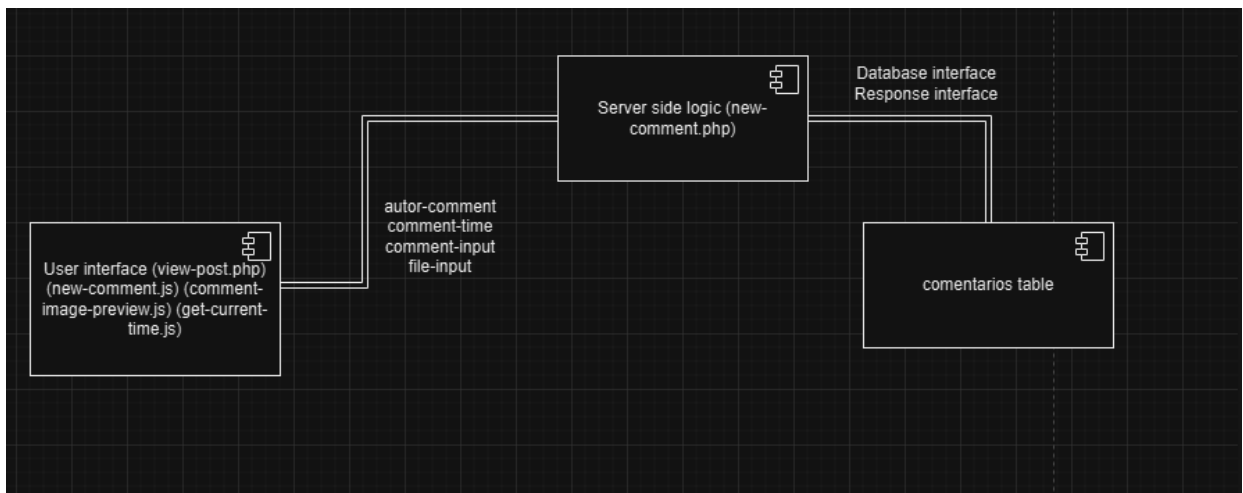 Server side logic (new-
comment.php)
Database interface
Response interface
autor-comment
comment-time
comment-input
file-input
User interface (view-post.php)
(new-comment.js) (comment-
image-preview.js) (get-current-
time.js)
comentarios table